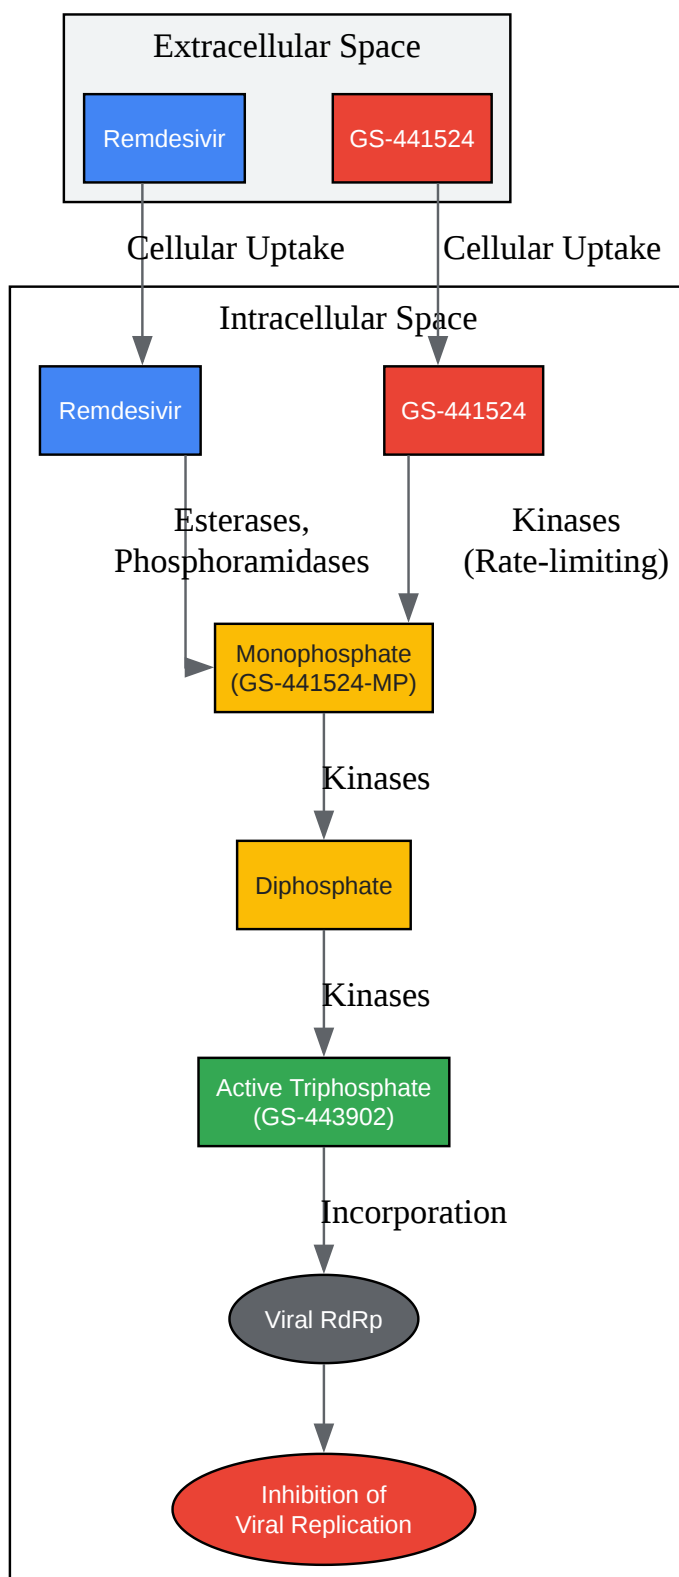 Extracellular Space
Remdesivir
GS-441524
Cellular Uptake
Cellular Uptake
Intracellular Space
Remdesivir
GS-441524
Esterases,
Phosphoramidases
Kinases
(Rate-limiting)
Monophosphate
(GS-441524-MP)
Kinases
Diphosphate
Kinases
Active Triphosphate
(GS-443902)
Incorporation
Viral RdRp
Inhibition of
Viral Replication